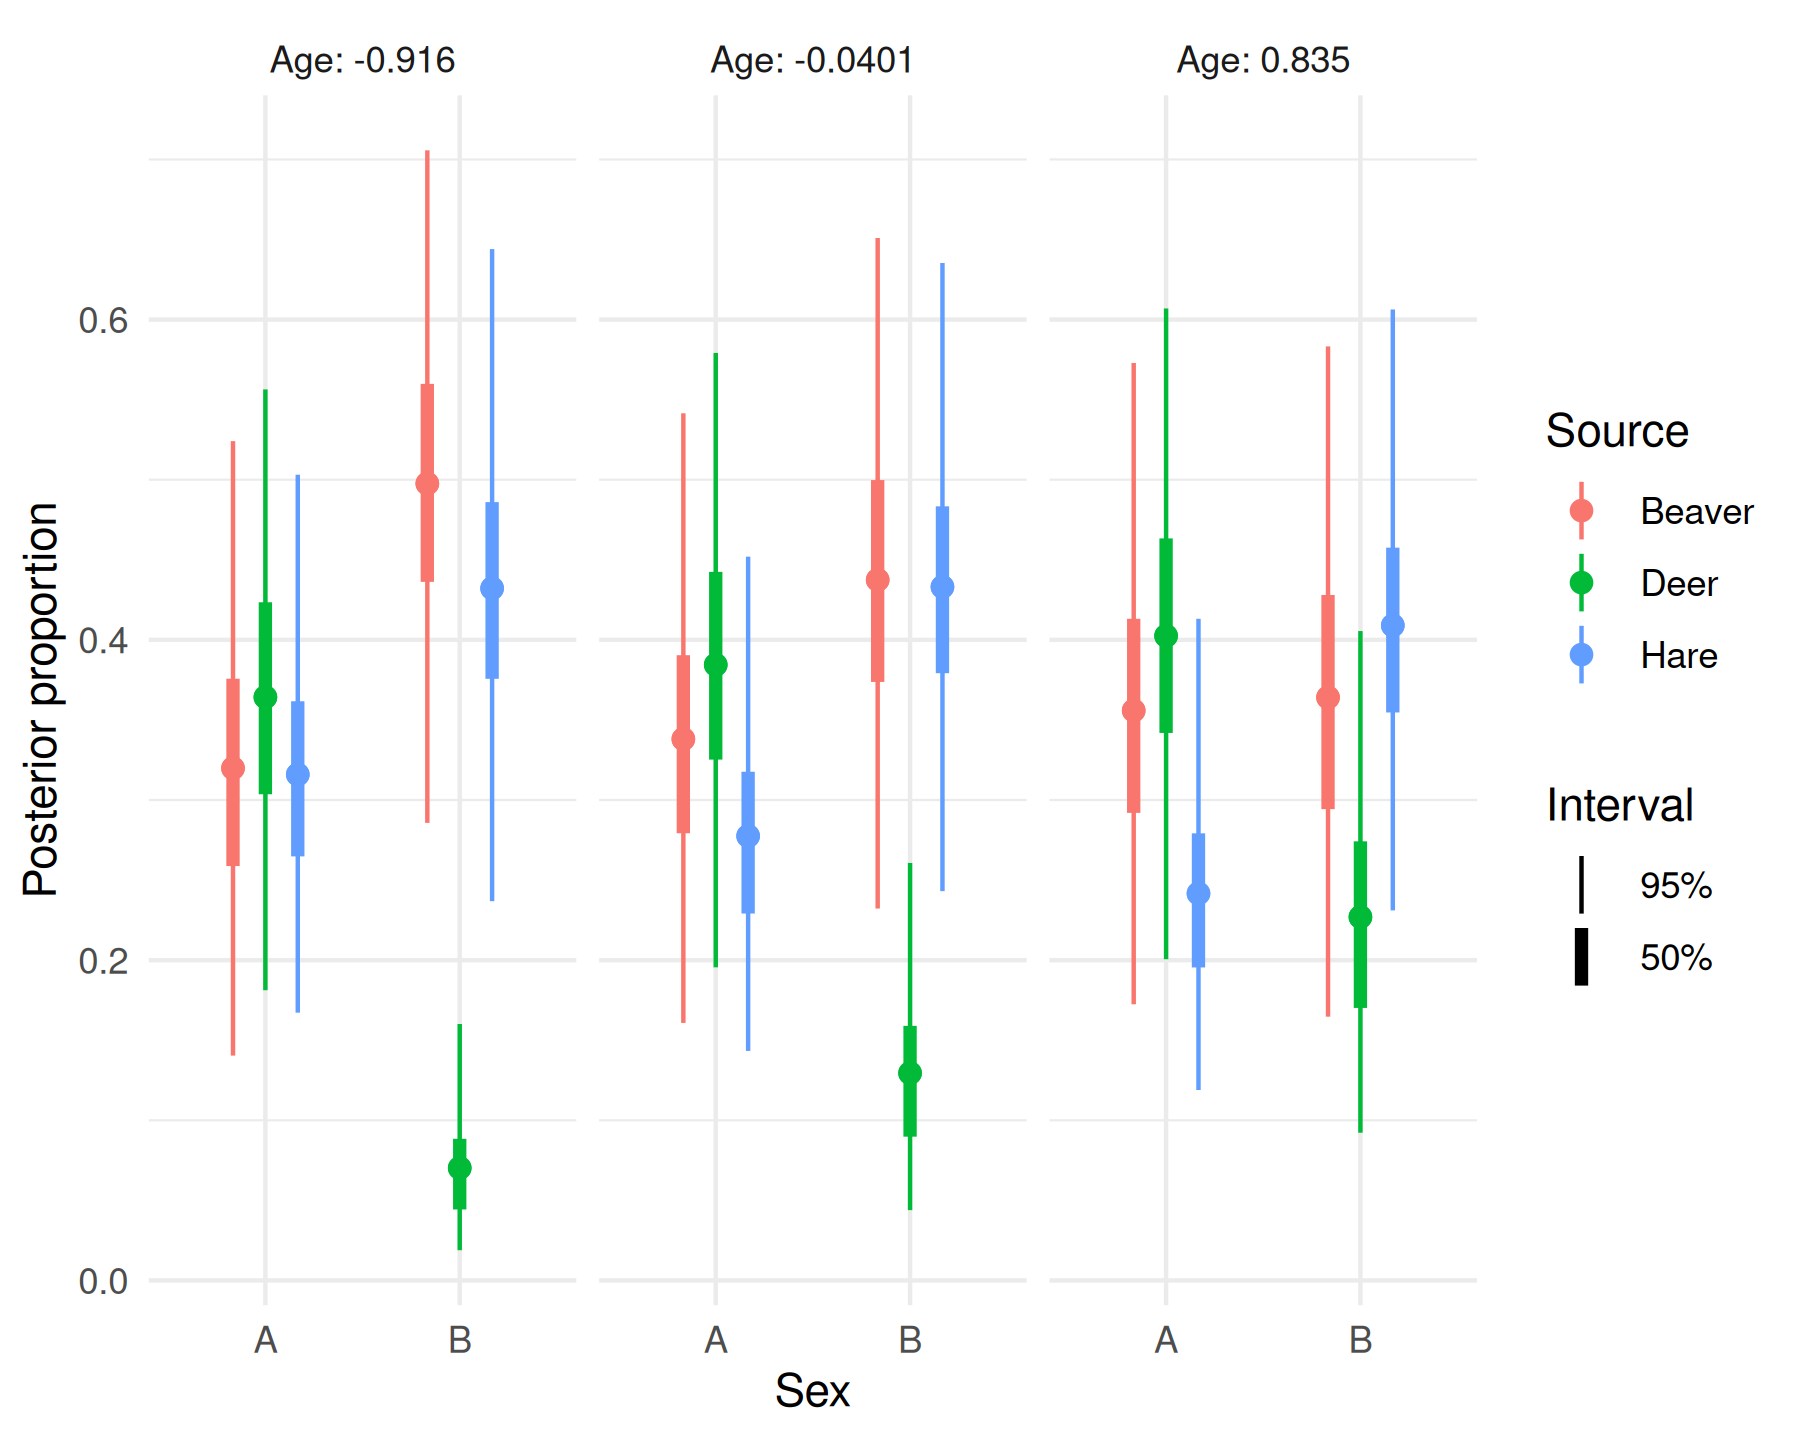 Age: -0.916
Age: -0.0401
Age: 0.835
Posterior proportion
0.6
0.4
0.2
0.0
A
B
A
B
A
B
Sex
Source
Beaver
Deer
Hare
Interval
95%
50%